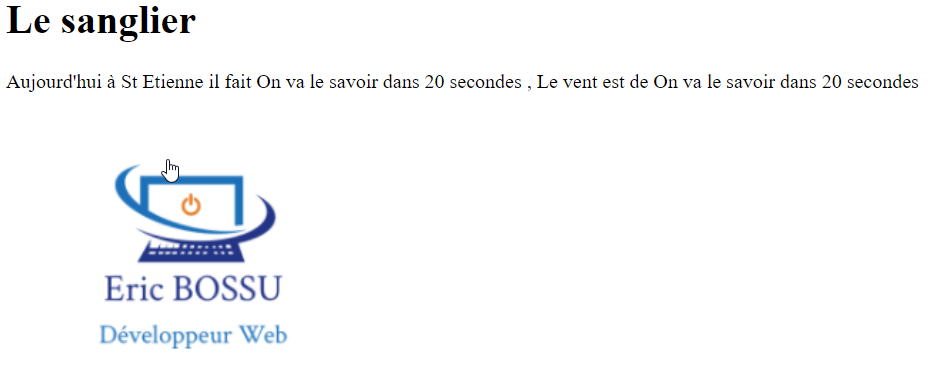 Le sanglier
Aujourd'hui à St Etienne il fait On va le savoir dans 20 secondes , Le vent est de On va le savoir dans 20 secondes
Eric BOSSU
Développeur Web